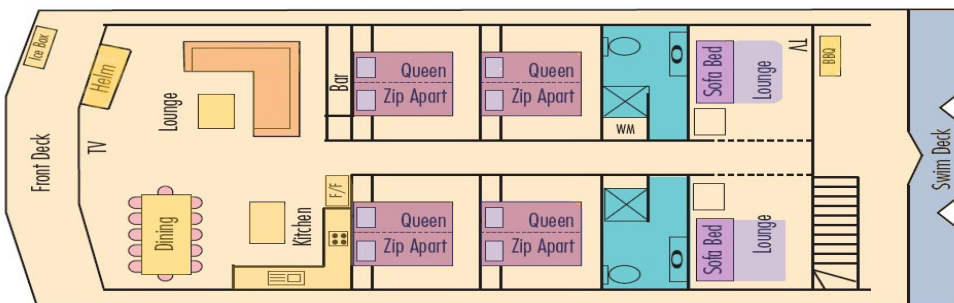 Ice Box
Helm
Front Deck
TV
Lounge
Dining
Kitchen
Bar
F/F
Queen
Zip Apart
Queen
Zip Apart
Queen
Zip Apart
Queen
Zip Apart
WM
Sofa Bed
Lounge
TV
BBQ
Sofa Bed
Lounge
Swim Deck